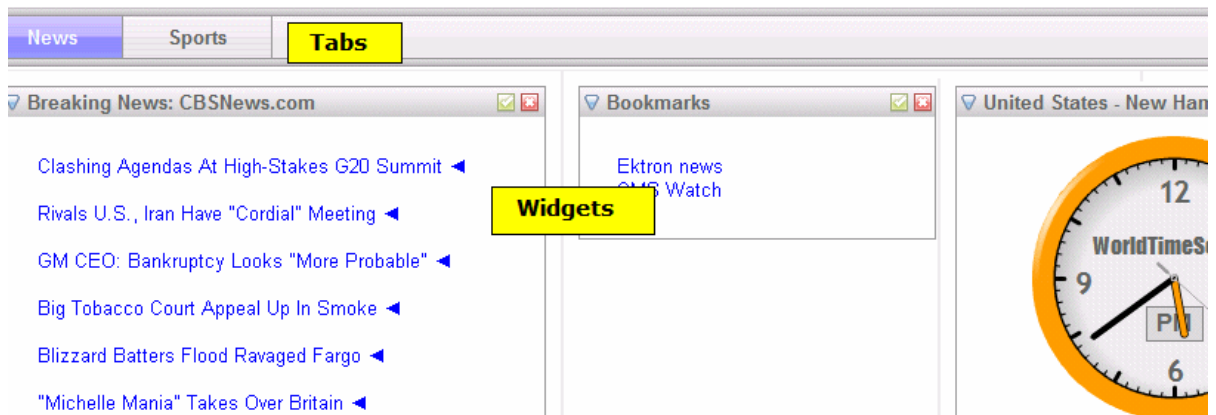 News Sports Tabs
Breaking News: CBSNews.com
Clashing Agendas At High-Stakes G20 Summit
Rivals U.S., Iran Have "Cordial" Meeting
GM CEO: Bankruptcy Looks "More Probable"
Big Tobacco Court Appeal Up In Smoke
Blizzard Batters Flood Ravaged Fargo
"Michelle Mania" Takes Over Britain
Bookmarks
Ektron news
Watch
Widgets
United States - New
12
9
PM
6